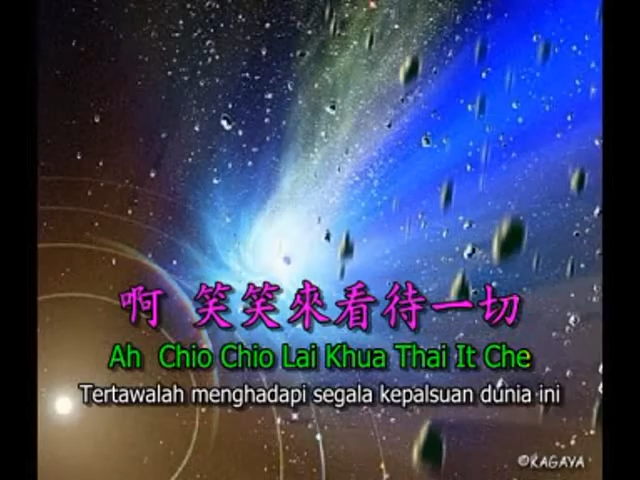 啊 笑笑來看待一切
Ah Chio Chio Lai Khua Thai It Che
Tertawalah menghadapi segala kepalsuan dunia ini
©KAGAYA